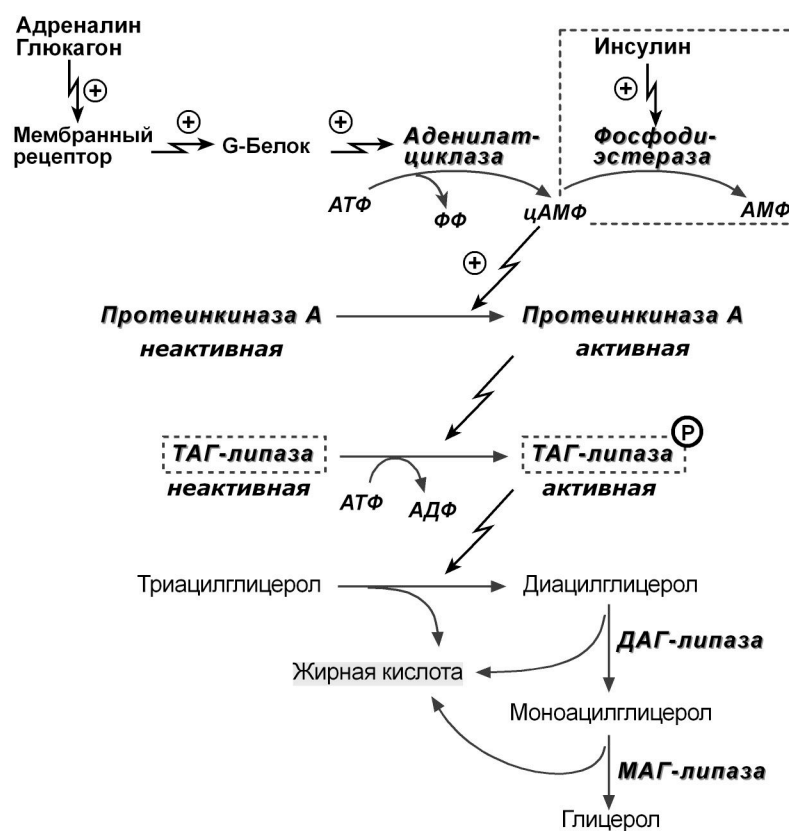 Адреналин
Глюкагон
Инсулин
+
+
+
+
Мембранный
рецептор
G-Белок
Аденилат-
циклаза
Фосфоди-
эстераза
АТФ
ФФ
цАМФ
АМФ
+
Протеинкиназа А
неактивная
Протеинкиназа А
активная
P
ТАГ-липаза
неактивная
ТАГ-липаза
активная
АТФ
АДФ
Триацилглицерол
Диацилглицерол
ДАГ-липаза
Жирная кислота
Моноацилглицерол
МАГ-липаза
Глицерол